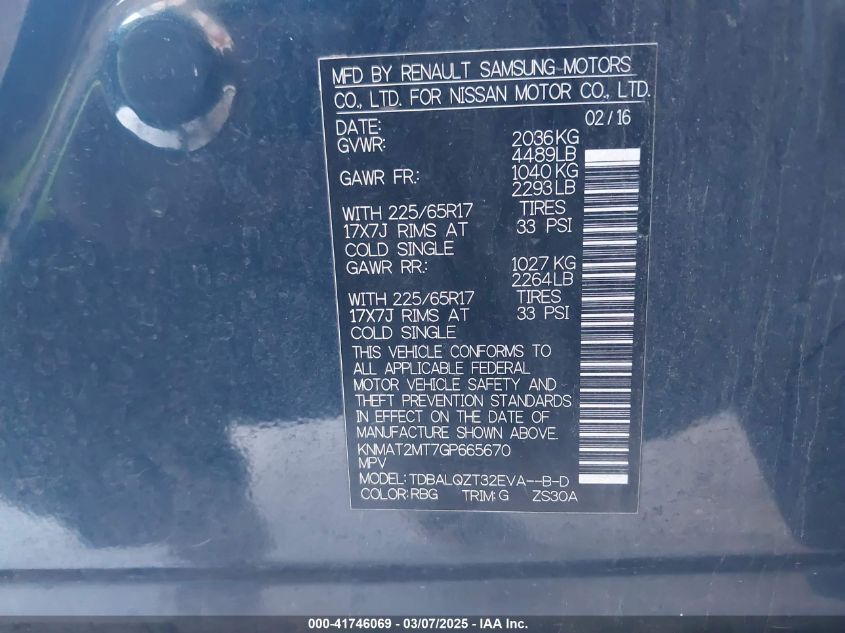 MFD BY RENAULT SAMSUNG MOTORS
CO., LTD. FOR NISSAN MOTOR CO., LTD.
DATE: 02/16
GVWR: 2036KG
4489LB
GAWR FR: 1040 KG
2293LB
WITH 225/65R17 TIRES
17X7J RIMS AT 33 PSI
COLD SINGLE
GAWR RR: 1027 KG
2264LB
WITH 225/65R17 TIRES
17X7J RIMS AT 33 PSI
COLD SINGLE
THIS VEHICLE CONFORMS TO
ALL APPLICABLE FEDERAL
MOTOR VEHICLE SAFETY AND
THEFT PREVENTION STANDARDS
IN EFFECT ON THE DATE OF
MANUFACTURE SHOWN ABOVE.
KNMAT2MT7GP665670
MPV
MODEL: TDBALQZT32EVA--B-D
COLOR: RBG TRIM: G ZS30A
000-41746069 - 03/07/2025 - IAA Inc.